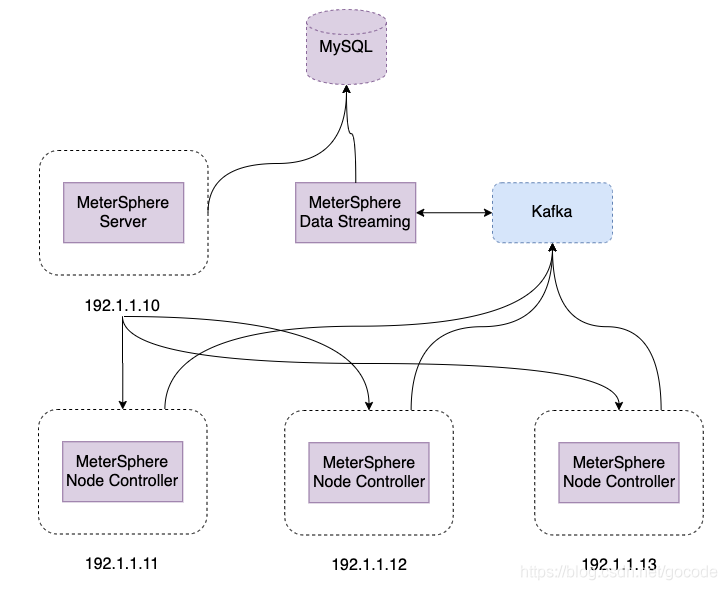 MySQL
MeterSphere
Server
MeterSphere
Data Streaming
Kafka
192.1.1.10
MeterSphere
Node Controller
MeterSphere
Node Controller
MeterSphere
Node Controller
192.1.1.11
192.1.1.12
192.1.1.13
https://blog.csdn.net/gocode